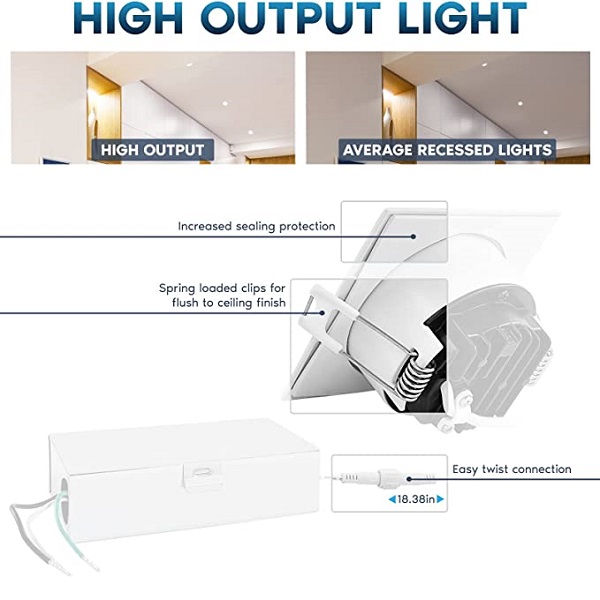 HIGH OUTPUT LIGHT
HIGH OUTPUT
AVERAGE RECESSED LIGHTS
Increased sealing protection
Spring loaded clips for
flush to ceiling finish
Easy twist connection
18.38in